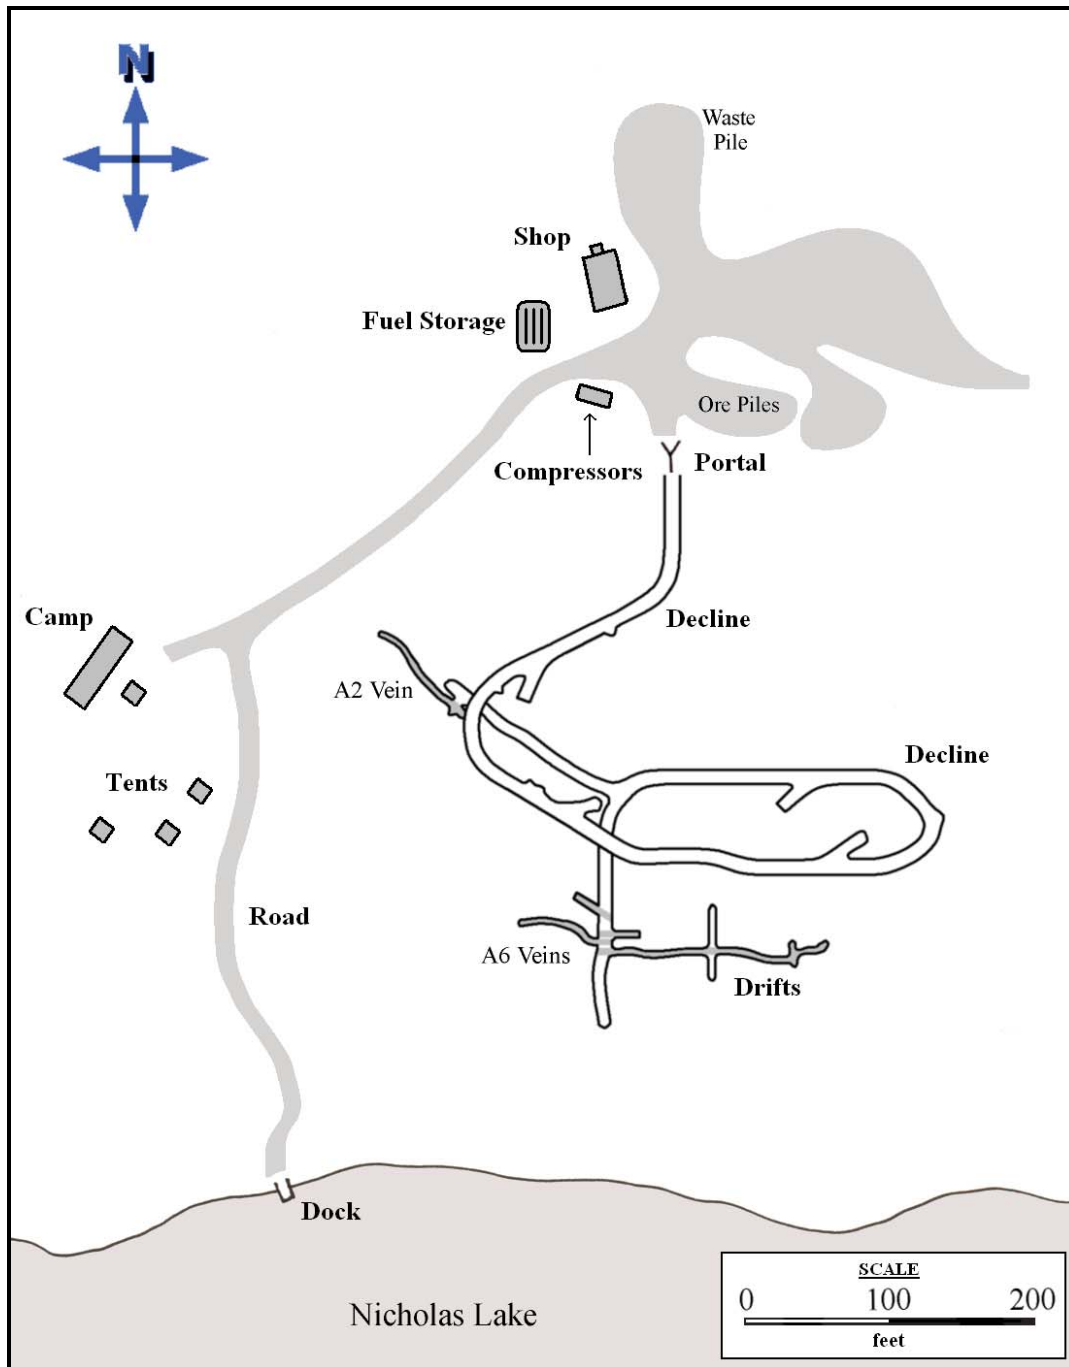 N
Waste
Pile
Shop
Fuel Storage
Ore Piles
Portal
Compressors
Camp
Decline
A2 Vein
Decline
Tents
Road
A6 Veins
Drifts
Dock
SCALE
0 100 200
feet
Nicholas Lake